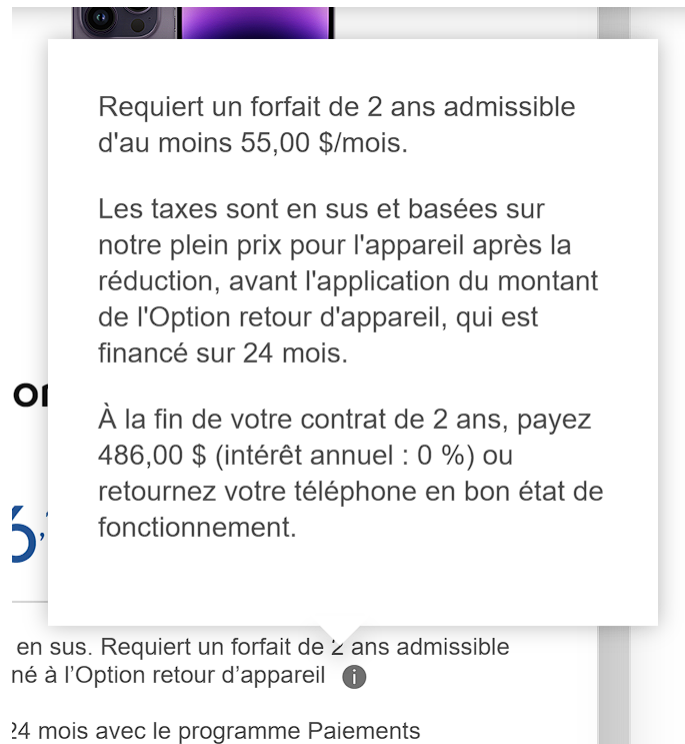 Requiert un forfait de 2 ans admissible
d'au moins 55,00 $/mois.
Les taxes sont en sus et basées sur
notre plein prix pour l'appareil après la
réduction, avant l'application du montant
de l'Option retour d'appareil, qui est
financé sur 24 mois.
À la fin de votre contrat de 2 ans, payez
486,00 $ (intérêt annuel : 0 %) ou
retournez votre téléphone en bon état de
fonctionnement.
en sus. Requiert un forfait de 2 ans admissible
né à l’Option retour d’appareil
24 mois avec le programme Paiements